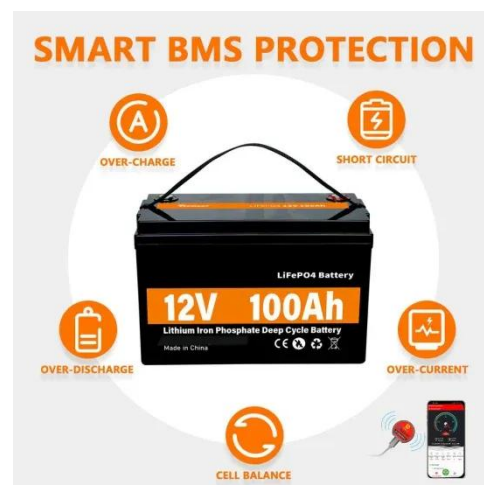 SMART BMS PROTECTION
OVER-CHARGE
SHORT CIRCUIT
LiFePO4 Battery
12V 100Ah
Lithium Iron Phosphate Deep Cycle Battery
Made in China
OVER-DISCHARGE
OVER-CURRENT
CELL BALANCE